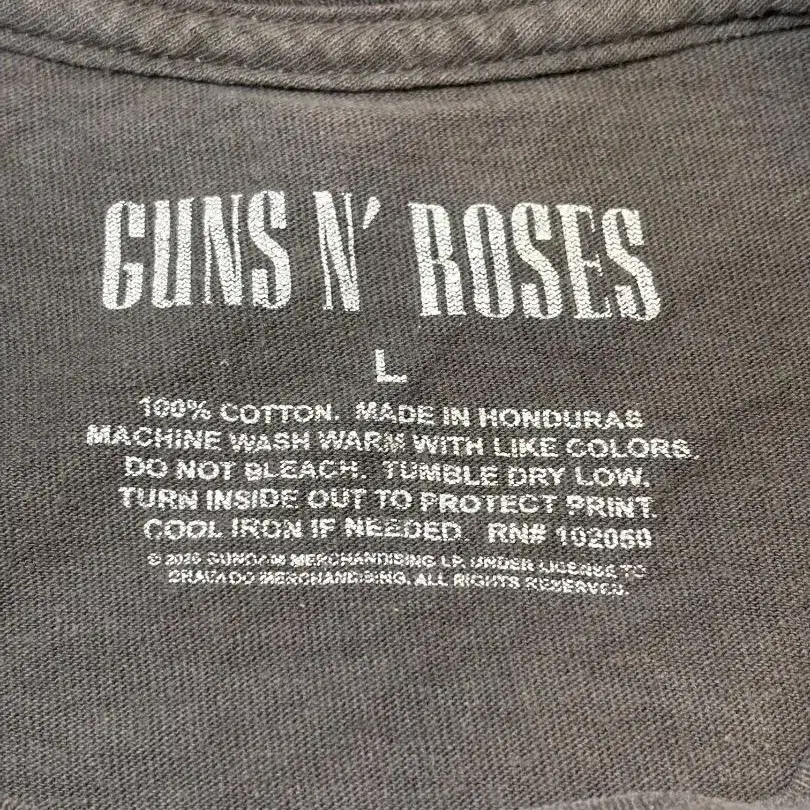 GUNS N' ROSES
L
100% COTTON. MADE IN HONDURAS
MACHINE WASH WARM WITH LIKE COLORS.
DO NOT BLEACH. TUMBLE DRY LOW.
TURN INSIDE OUT TO PROTECT PRINT.
COOL IRON IF NEEDED. RN# 102050
© MERCHANDISING LP. UNDER LICENSE TO
MERCHANDISING. ALL RIGHTS RESERVED.